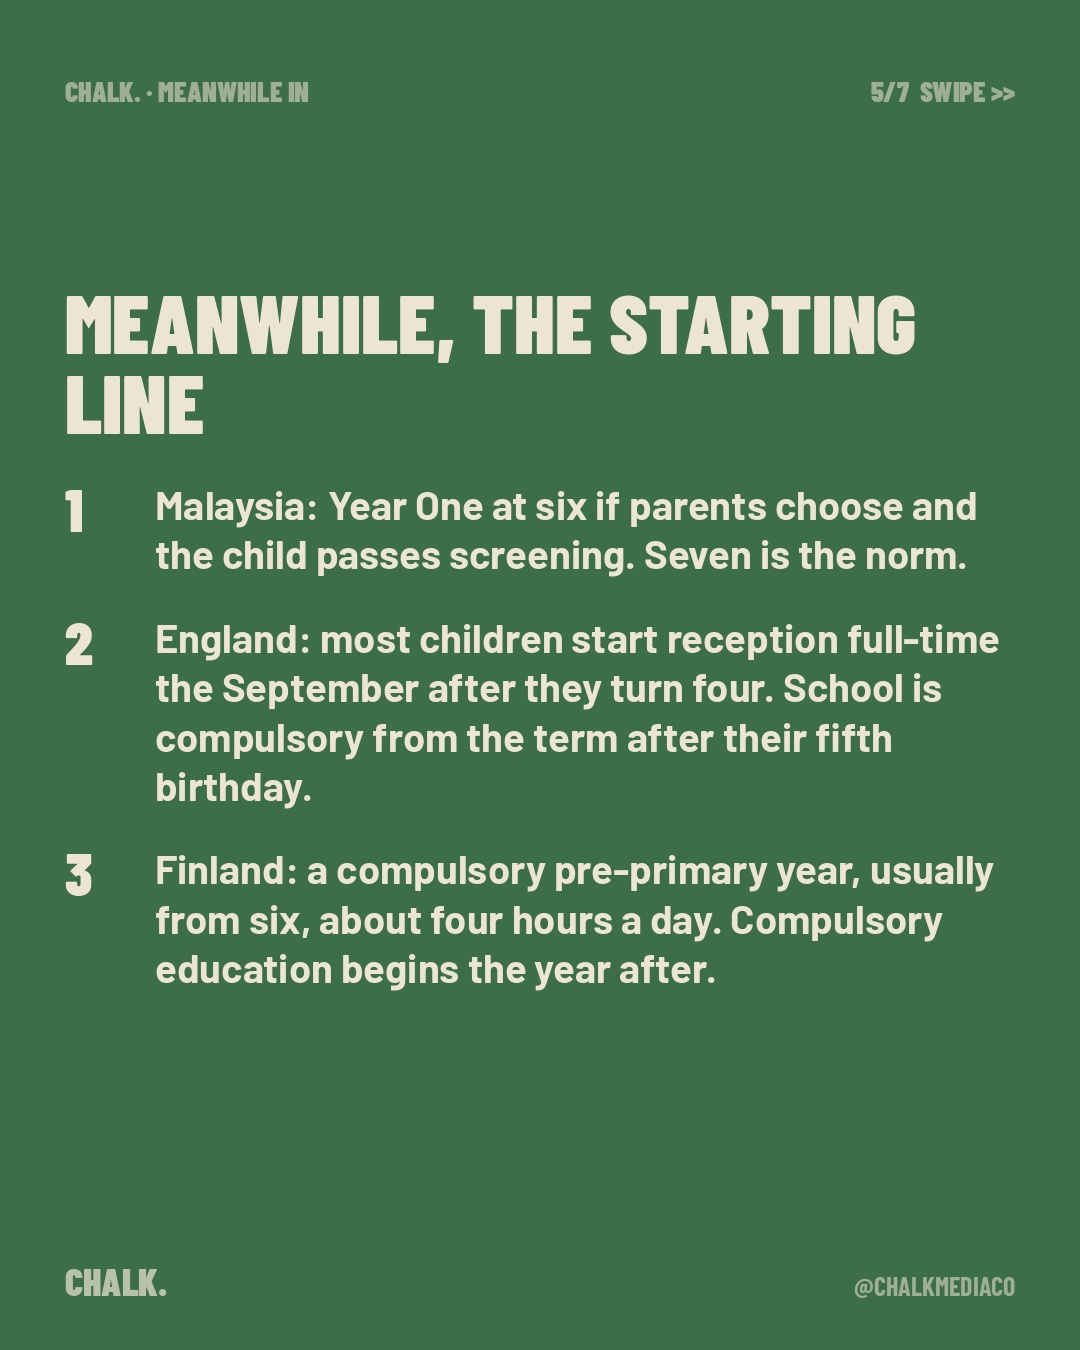 CHALK. · MEANWHILE IN
5/7 SWIPE >>
MEANWHILE, THE STARTING
LINE
1
Malaysia: Year One at six if parents choose and
the child passes screening. Seven is the norm.
2
England: most children start reception full-time
the September after they turn four. School is
compulsory from the term after their fifth
birthday.
3
Finland: a compulsory pre-primary year, usually
from six, about four hours a day. Compulsory
education begins the year after.
CHALK.
@CHALKMEDIACO